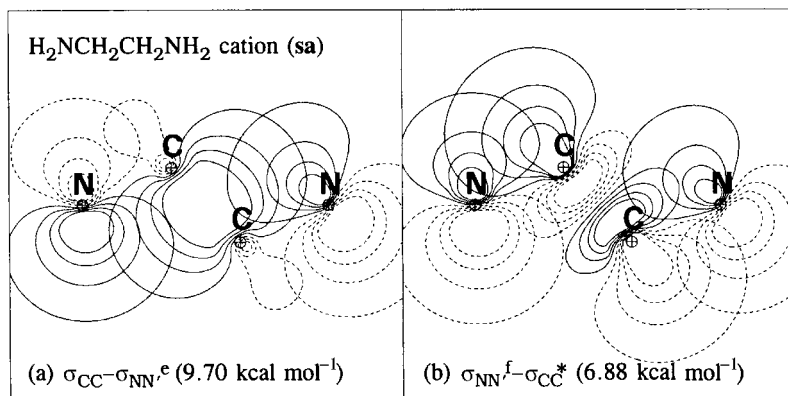 H₂NCH₂CH₂NH₂ cation (sa)
C
N
N
C
(a) σCC–σNN′ᵉ (9.70 kcal mol⁻¹)
C
N
N
C
(b) σNN′ᶠ–σCC* (6.88 kcal mol⁻¹)